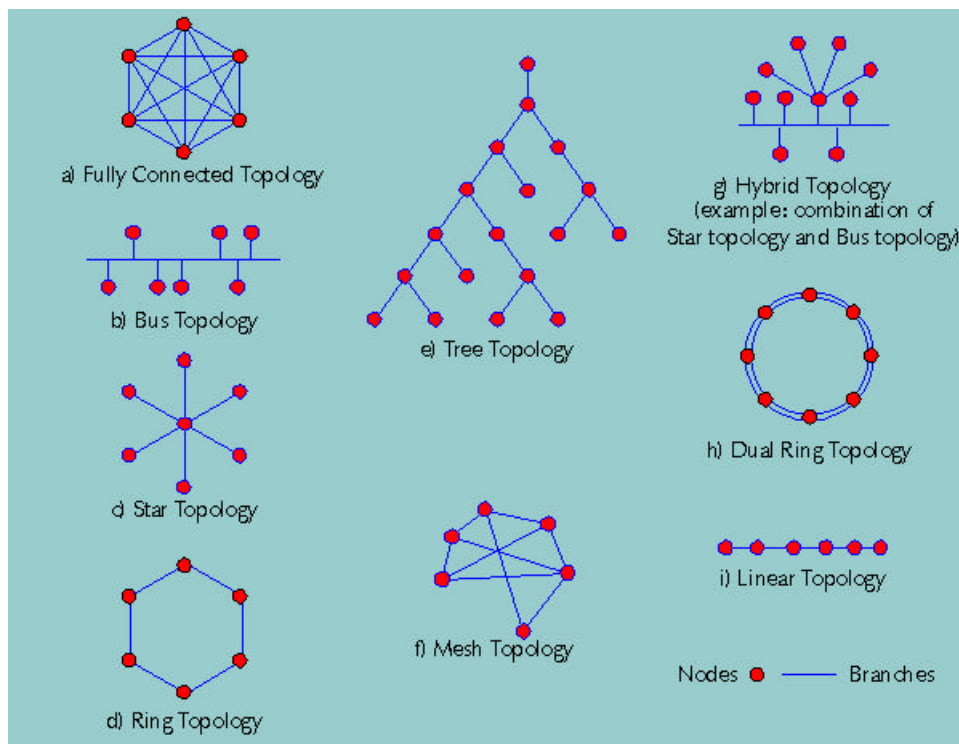 a) Fully Connected Topology
b) Bus Topology
c) Star Topology
d) Ring Topology
e) Tree Topology
f) Mesh Topology
g) Hybrid Topology
(example: combination of
Star topology and Bus topology)
h) Dual Ring Topology
i) Linear Topology
Nodes Branches